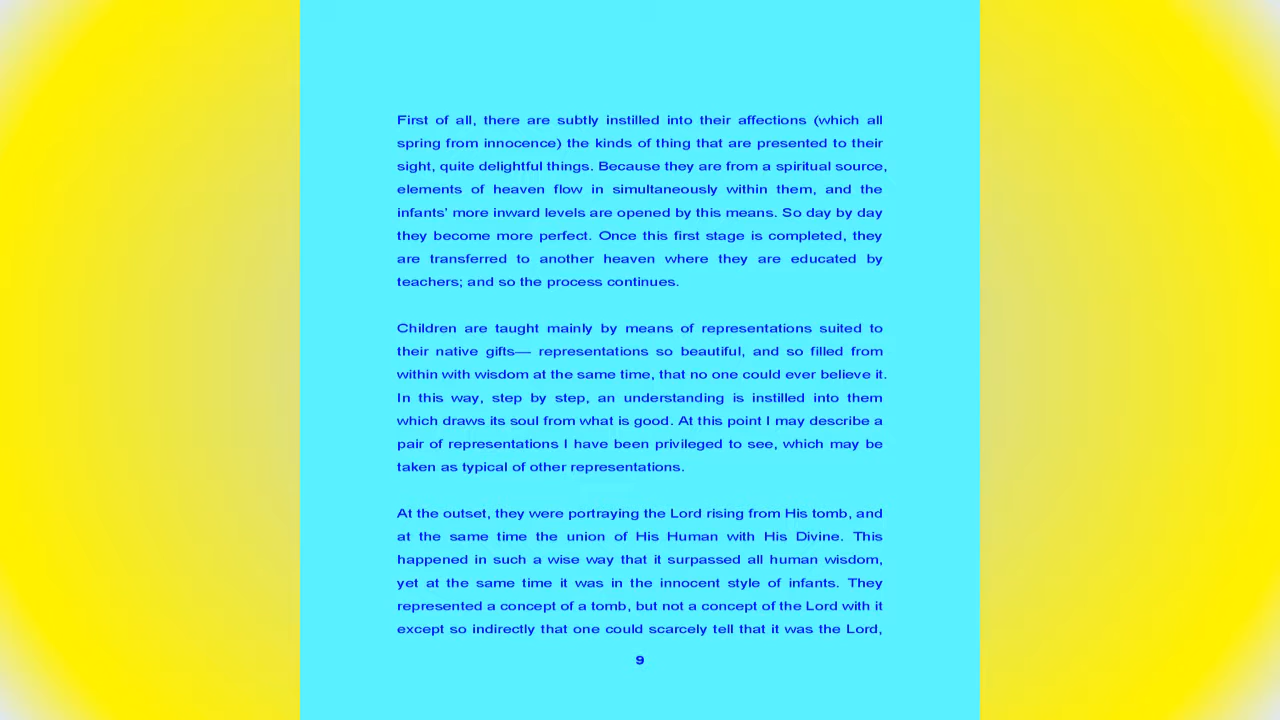 First of all, there are subtly instilled into their affections (which all
spring from innocence) the kinds of thing that are presented to their
sight, quite delightful things. Because they are from a spiritual source,
elements of heaven flow in simultaneously within them, and the
infants’ more inward levels are opened by this means. So day by day
they become more perfect. Once this first stage is completed, they
are transferred to another heaven where they are educated by
teachers; and so the process continues.
Children are taught mainly by means of representations suited to
their native gifts— representations so beautiful, and so filled from
within with wisdom at the same time, that no one could ever believe it.
In this way, step by step, an understanding is instilled into them
which draws its soul from what is good. At this point I may describe a
pair of representations I have been privileged to see, which may be
taken as typical of other representations.
At the outset, they were portraying the Lord rising from His tomb, and
at the same time the union of His Human with His Divine. This
happened in such a wise way that it surpassed all human wisdom,
yet at the same time it was in the innocent style of infants. They
represented a concept of a tomb, but not a concept of the Lord with it
except so indirectly that one could scarcely tell that it was the Lord,
9